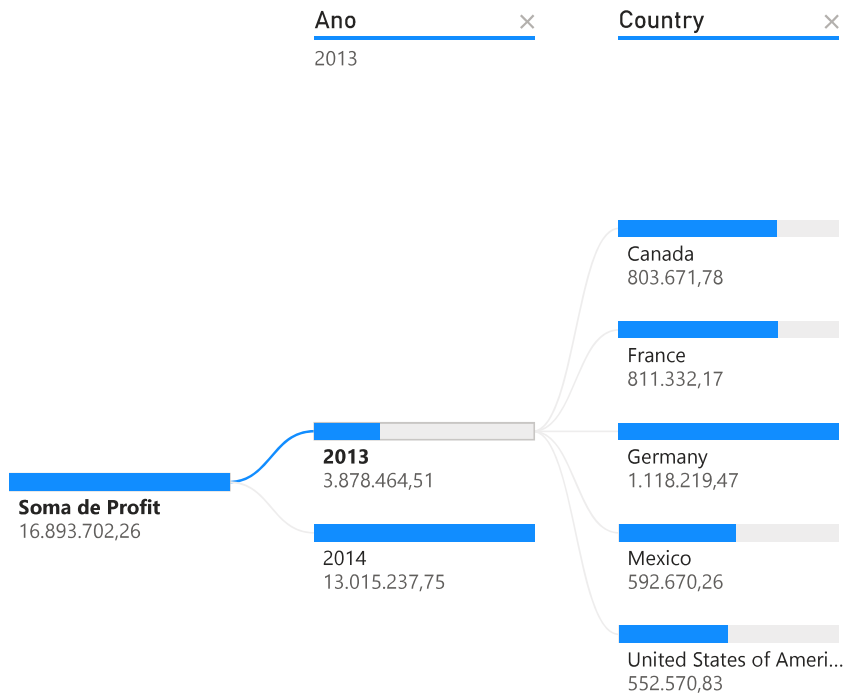 Ano
2013
Country
Soma de Profit
16.893.702,26
2013
3.878.464,51
2014
13.015.237,75
Canada
803.671,78
France
811.332,17
Germany
1.118.219,47
Mexico
592.670,26
United States of Ameri...
552.570,83